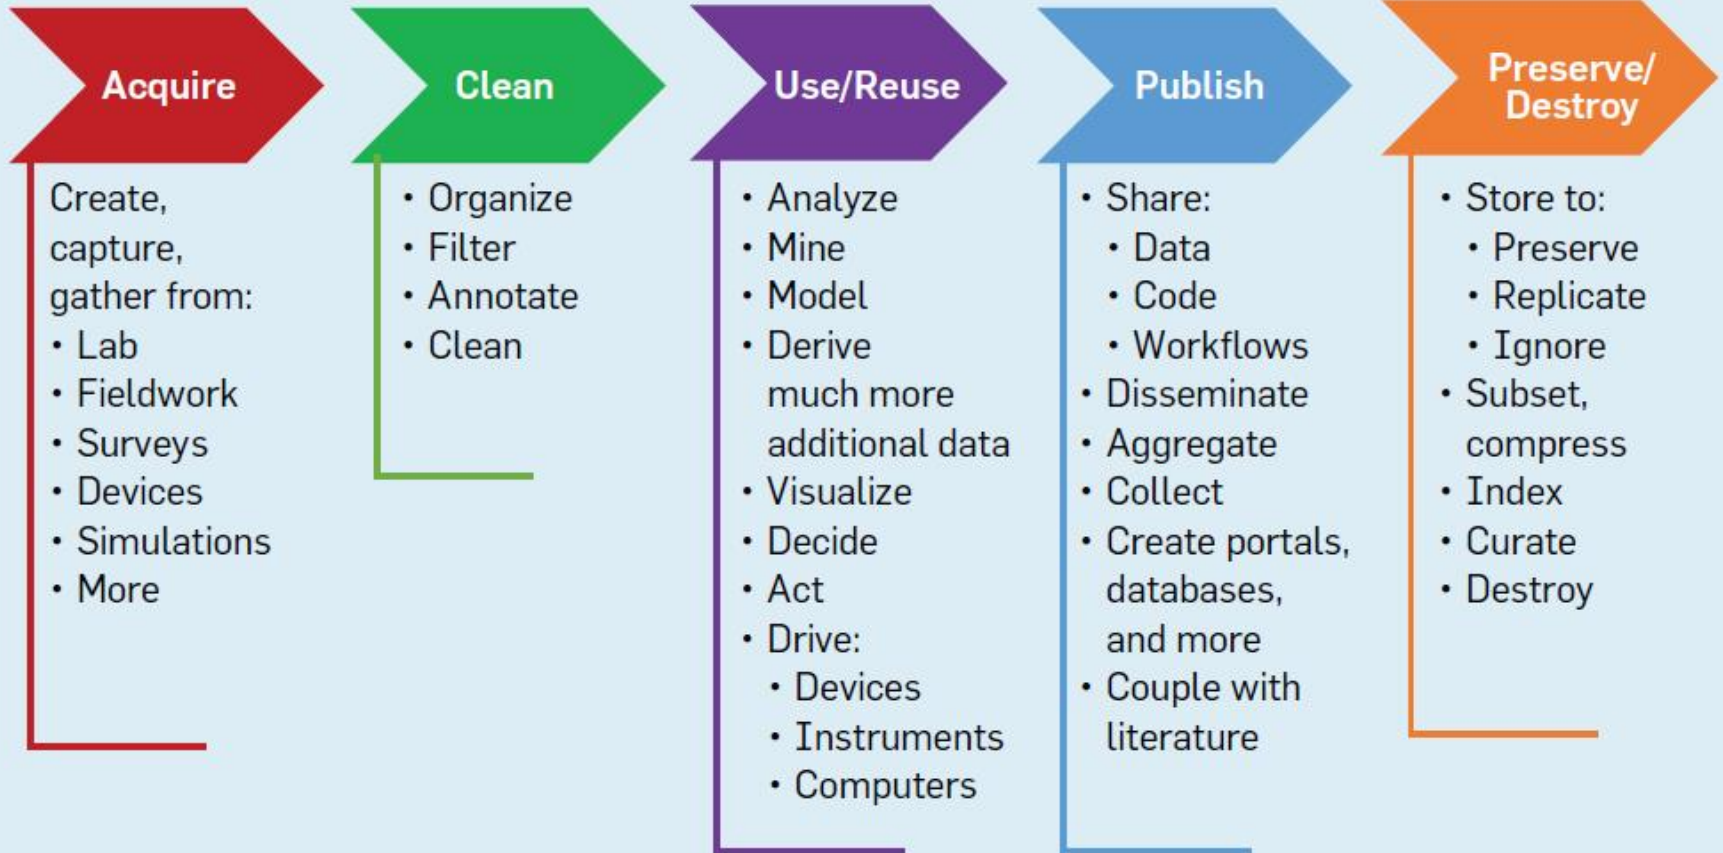 Acquire
Create,
capture,
gather from:
• Lab
• Fieldwork
• Surveys
• Devices
• Simulations
• More
Clean
• Organize
• Filter
• Annotate
• Clean
Use/Reuse
• Analyze
• Mine
• Model
• Derive
much more
additional data
• Visualize
• Decide
• Act
• Drive:
• Devices
• Instruments
• Computers
Publish
• Share:
• Data
• Code
• Workflows
• Disseminate
• Aggregate
• Collect
• Create portals,
databases,
and more
• Couple with
literature
Preserve/
Destroy
• Store to:
• Preserve
• Replicate
• Ignore
• Subset,
compress
• Index
• Curate
• Destroy